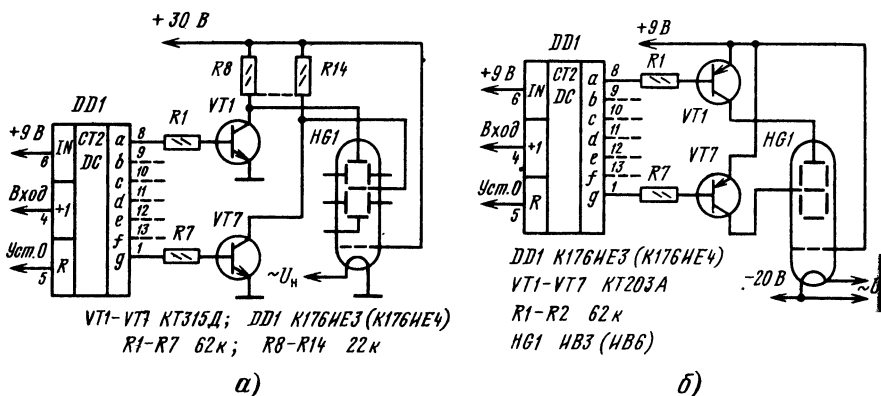 + 30 В
R8
R14
DD1
R1
VT1
HG1
+9 В
6
IN
CT2
DC
a
8
b
9
c
10
Вход
4
+1
d
11
e
12
f
13
Уст.0
5
R
g
1
R7
VT7
~Uн
VT1-VT7 КТ315Д; DD1 К176ИЕ3 (К176ИЕ4)
R1-R7 62к; R8-R14 22к
а)
+9 В
DD1
R1
VT1
HG1
+9 В
6
IN
CT2
DC
a
8
b
9
c
10
Вход
4
+1
d
11
e
12
f
13
Уст.0
5
R
g
1
R7
VT7
-20 В
DD1 К176ИЕ3 (К176ИЕ4)
VT1-VT7 КТ203А
R1-R2 62к
HG1 ИВ3 (ИВ6)
б)